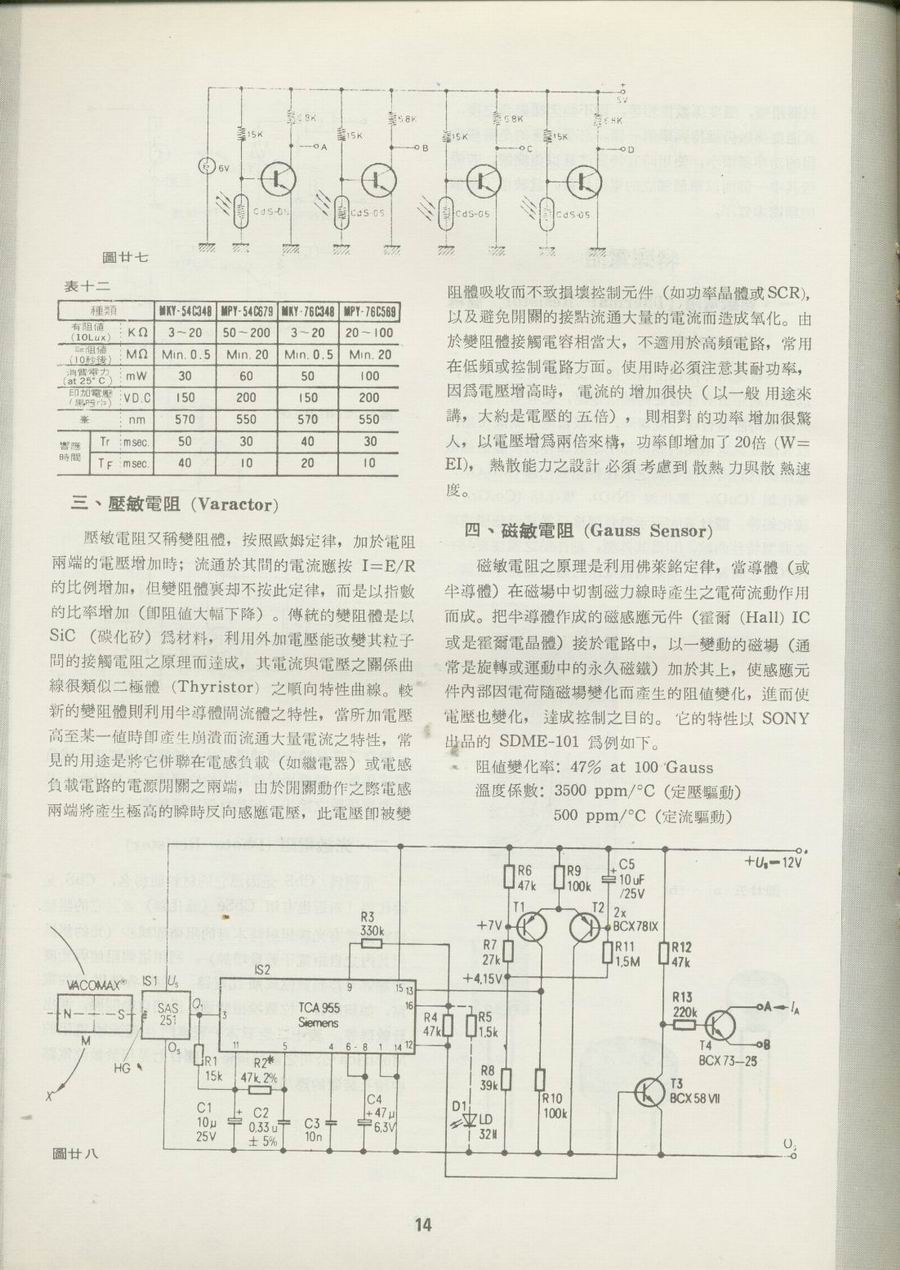 +
5V
6.8K
6.8K
6.8K
6.8K
15K
15K
15K
15K
A
B
C
D
6V
CdS-05
CdS-05
CdS-05
CdS-05
圖廿七
表十二
種類 MKY-54C348 MPY-54C679 MKY-76C348 MPY-76C569
(10Lux) KΩ 3~20 50~200 3~20 20~100
(10秒後) MΩ Min. 0.5 Min. 20 Min. 0.5 Min. 20
消費電力
(at 25°C) mW 30 60 50 100
印加電壓
VD.C 150 200 150 200
nm 570 550 570 550
響應
時間
Tr msec. 50 30 40 30
TF msec. 40 10 20 10
三、壓敏電阻 (Varactor)
壓敏電阻又稱變阻體，按照歐姆定律，加於電阻
兩端的電壓增加時；流通於其間的電流應按 I=E/R
的比例增加，但變阻體裏却不按此定律，而是以指數
的比率增加（卽阻值大幅下降）。傳統的變阻體是以
SiC （碳化矽）爲材料，利用外加電壓能改變其粒子
間的接觸電阻之原理而達成，其電流與電壓之關係曲
線很類似二極體 (Thyristor) 之順向特性曲線。較
新的變阻體則利用半導體閘流體之特性，當所加電壓
高至某一値時卽產生崩潰而流通大量電流之特性，常
見的用途是將它併聯在電感負載（如繼電器）或電感
負載電路的電源開關之兩端，由於開關動作之際電感
兩端將產生極高的瞬時反向感應電壓，此電壓卽被變
阻體吸收而不致損壞控制元件（如功率晶體或SCR)，
以及避免開關的接點流通大量的電流而造成氧化。由
於變阻體接觸電容相當大，不適用於高頻電路，常用
在低頻或控制電路方面。使用時必須注意其耐功率，
因爲電壓增高時， 電流的 增加很快（以一般 用途來
講，大約是電壓的 五倍）， 則相對 的功率 增加很驚
人，以電壓增爲兩倍來構，功率卽增加了20倍 (W=
EI)， 熱散能力之設計 必須 考慮到 散熱 力與散 熱速
度。
四、磁敏電阻 (Gauss Sensor)
磁敏電阻之原理是利用佛萊銘定律，當導體（或
半導體）在磁場中切割磁力線時產生之電荷流動作用
而成。把半導體作成的磁感應元件（霍爾 (Hall) IC
或是霍爾電晶體）接於電路中，以一變動的磁場（通
常是旋轉或運動中的永久磁鐵）加於其上，使感應元
件內部因電荷隨磁場變化而產生的阻値變化，進而使
電壓也變化， 達成控制之目的。 它的特性以 SONY
出品的 SDME-101 爲例如下。
阻值變化率: 47% at 100 Gauss
溫度係數: 3500 ppm/°C （定壓驅動）
500 ppm/°C （定流驅動）
+Us=12V
R6
47k
R9
100k
C5
+10uF
/25V
T1
T2
2x
BCX78IX
+7V
R3
330k
R7
27k
R11
1,5M
R12
47k
+4,15V
IS2
VACOMAX®
IS1
Us
9
15
13
16
TCA 955
Siemens
R13
220k
A
IA
N
S
SAS
251
Q1
3
R4
47k
R5
1,5k
T4
B
BCX 73-25
M
Os
11
5
4
6-8
1
14
12
HG
R1
15k
R2*
47k.2%
R8
39k
R10
100k
T3
BCX 58 VII
X
C1
10µ
25V
+
C2
0.33u
±5%
C3
10n
C4
+47µ
6,3V
D1
LD
圖廿八
14